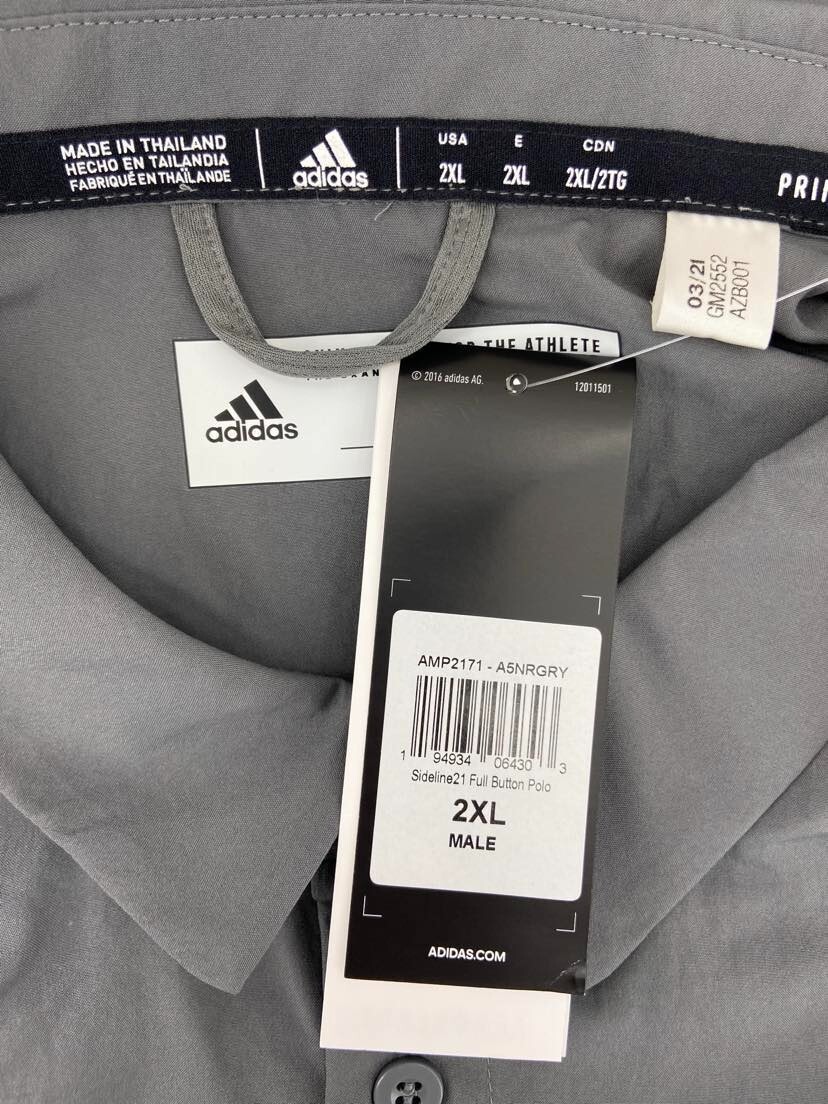 MADE IN THAILAND
HECHO EN TAILANDIA
FABRIQUÉ EN THAÏLANDE
adidas
USA
2XL
E
2XL
CDN
2XL/2TG
03/21
GM2552
AZB001
THE ATHLETE
adidas
© 2016 adidas AG.
12011501
AMP2171 - A5NRGRY
1 94934 06430 3
Sideline21 Full Button Polo
2XL
MALE
ADIDAS.COM